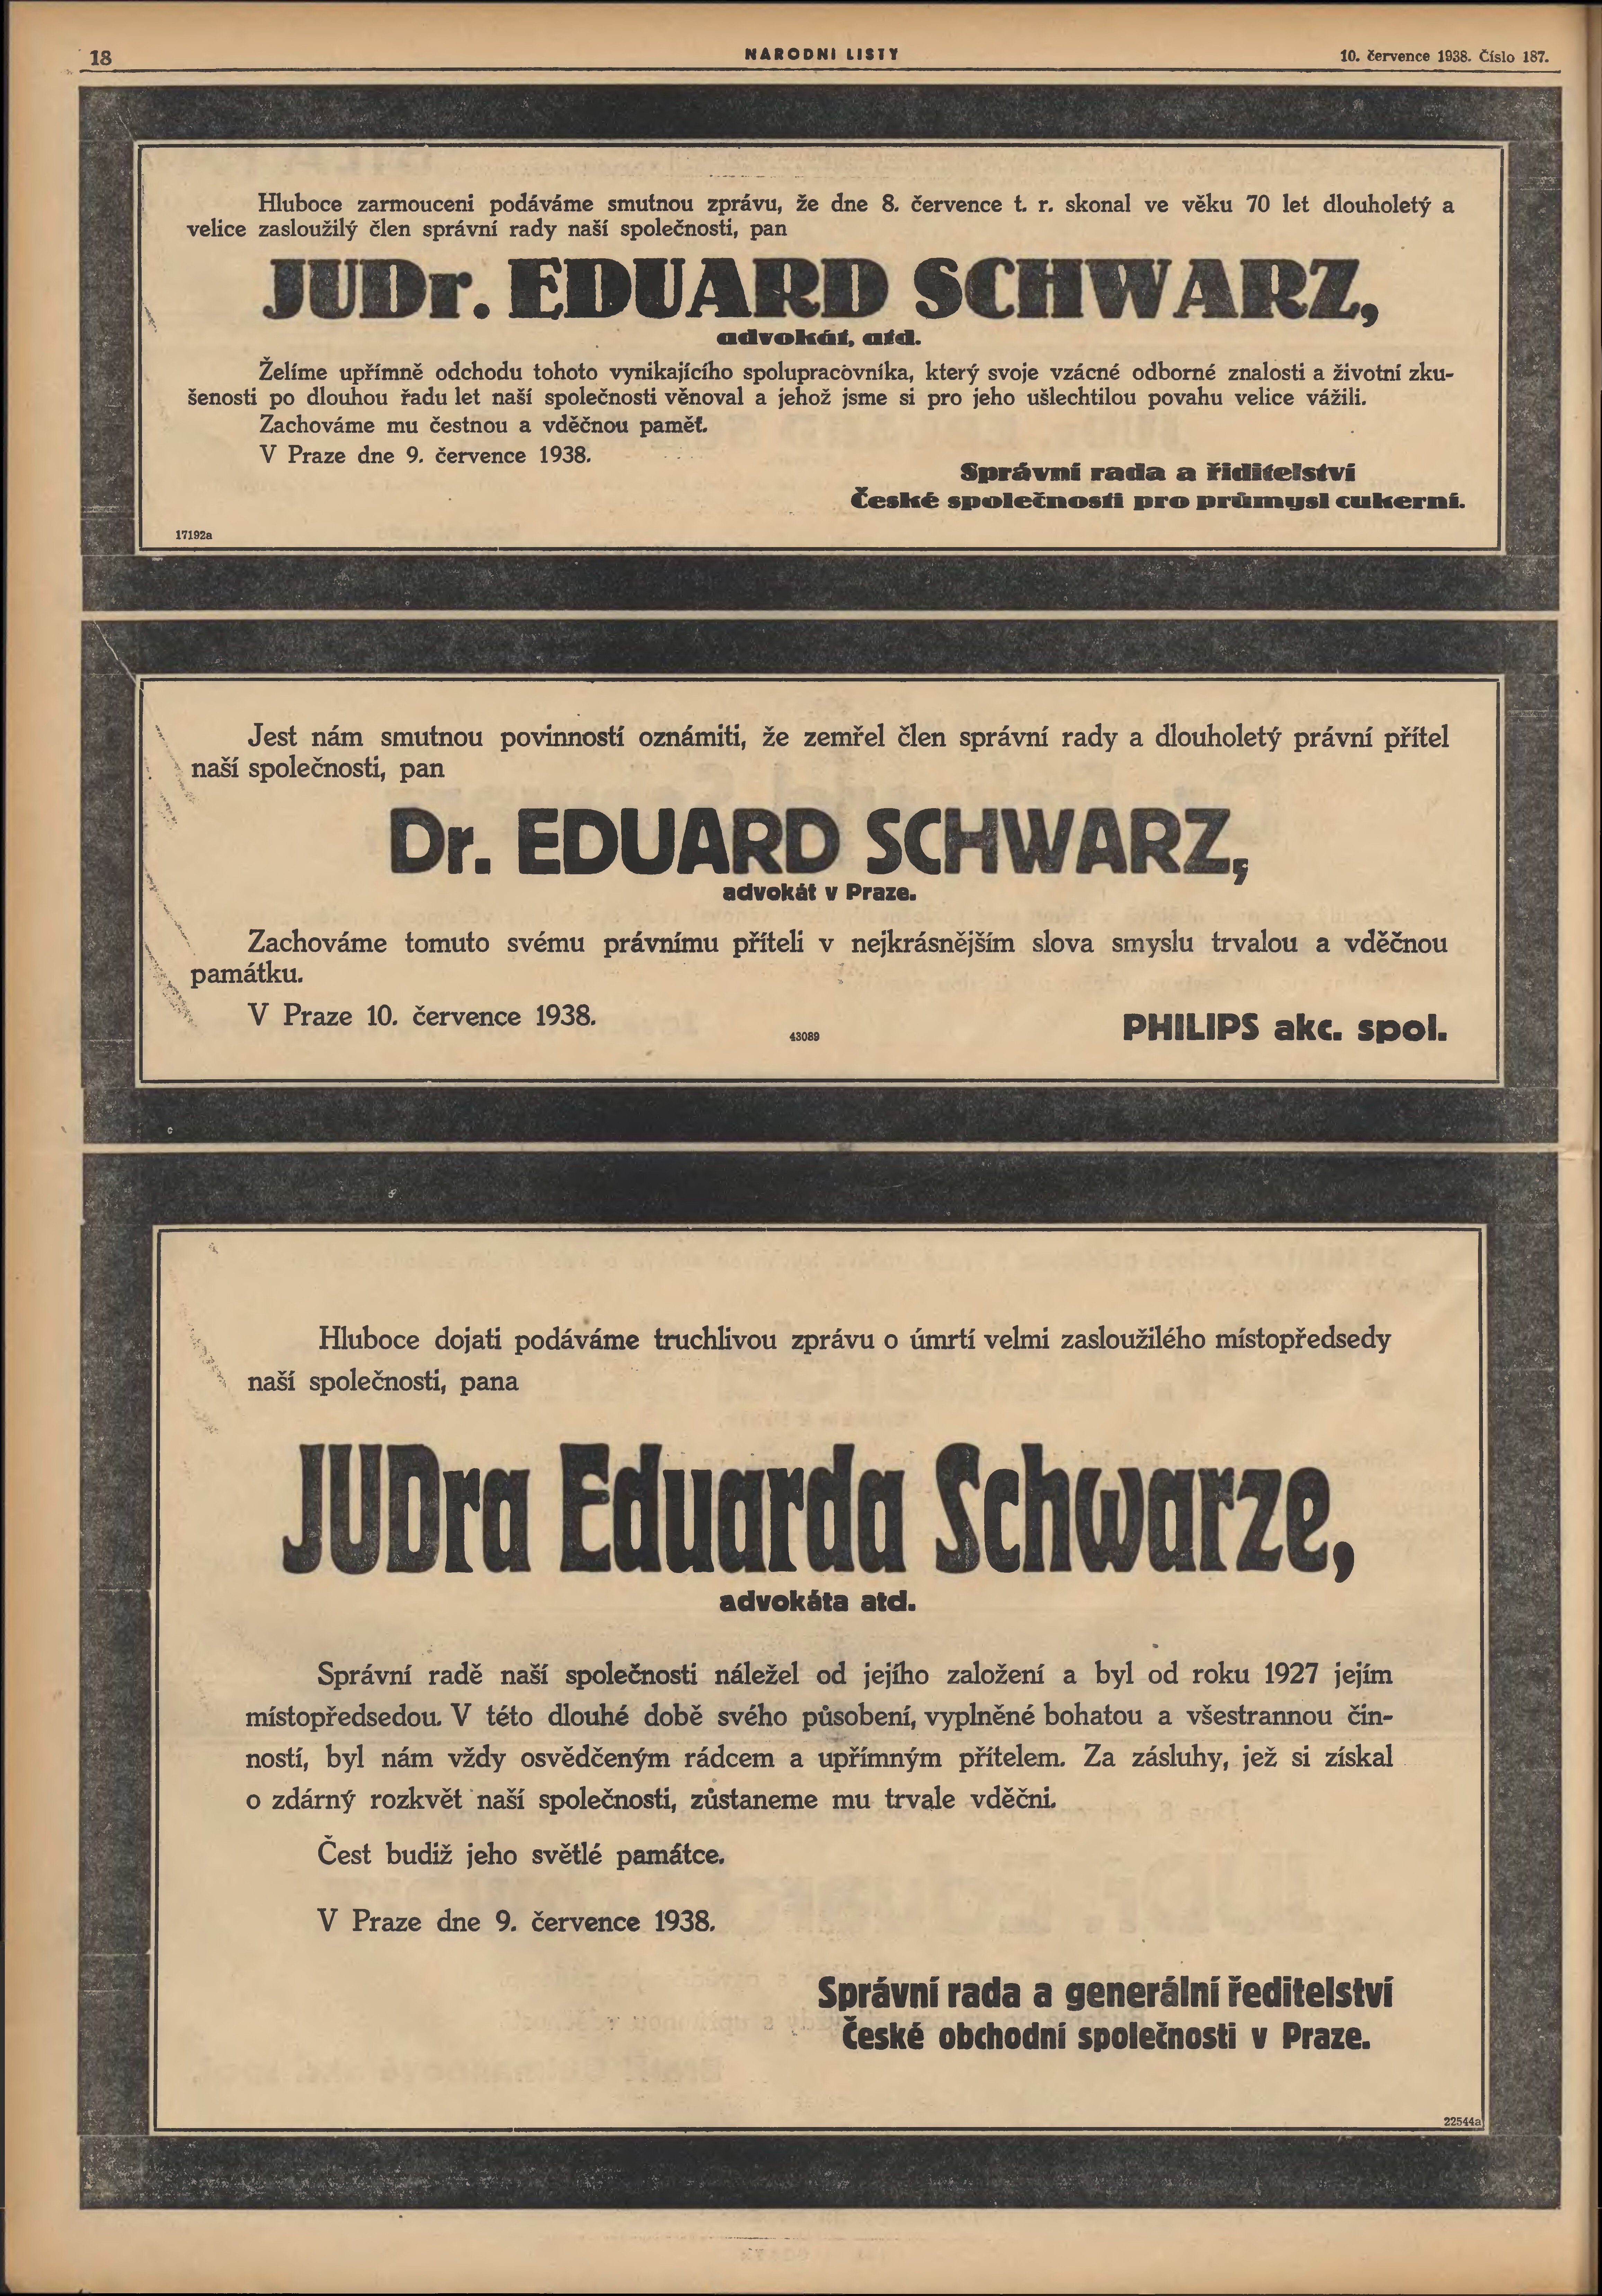 18
NARODNI LISTY
10. července 1938. Číslo 187.
Hluboce zarmouceni podáváme smutnou zprávu, že dne 8. července t. r. skonal ve věku 70 let dlouholetý a
velice zasloužilý člen správní rady naší společnosti, pan
JUDr. EDUARD SCHWARZ,
advokát, atd.
Želíme upřímně odchodu tohoto vynikajícího spolupracovníka, který svoje vzácné odborné znalosti a životní zku-
šenosti po dlouhou řadu let naší společnosti věnoval a jehož jsme si pro jeho ušlechtilou povahu velice vážili.
Zachováme mu čestnou a vděčnou paměť.
V Praze dne 9. července 1938.
Správní rada a řiditelství
České společnosti pro průmysl cukerní.
17192a
Jest nám smutnou povinností oznámiti, že zemřel člen správní rady a dlouholetý právní přítel
naší společnosti, pan
Dr. EDUARD SCHWARZ,
advokát v Praze.
Zachováme tomuto svému právnímu příteli v nejkrásnějším slova smyslu trvalou a vděčnou
památku.
V Praze 10. července 1938.
43089
PHILIPS akc. spol.
Hluboce dojati podáváme truchlivou zprávu o úmrtí velmi zasloužilého místopředsedy
naší společnosti, pana
JUDra Eduarda Schwarze,
advokáta atd.
Správní radě naší společnosti náležel od jejího založení a byl od roku 1927 jejím
místopředsedou. V této dlouhé době svého působení, vyplněné bohatou a všestrannou čin-
ností, byl nám vždy osvědčeným rádcem a upřímným přítelem. Za zásluhy, jež si získal
o zdárný rozkvět naší společnosti, zůstaneme mu trvale vděčni.
Čest budiž jeho světlé památce.
V Praze dne 9. července 1938.
Správní rada a generální ředitelství
České obchodní společnosti v Praze.
22544a